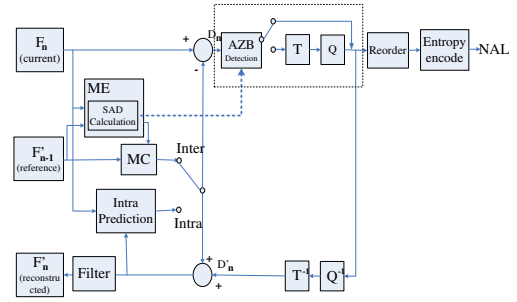 Fn
(current)
+
Dn
-
AZB
Detection
T
Q
Reorder
Entropy
encode
NAL
ME
SAD
Calculation
F'n-1
(reference)
MC
Inter
Intra
Prediction
Intra
F'n
(reconstru
cted)
Filter
+
+
D'n
T-1
Q-1